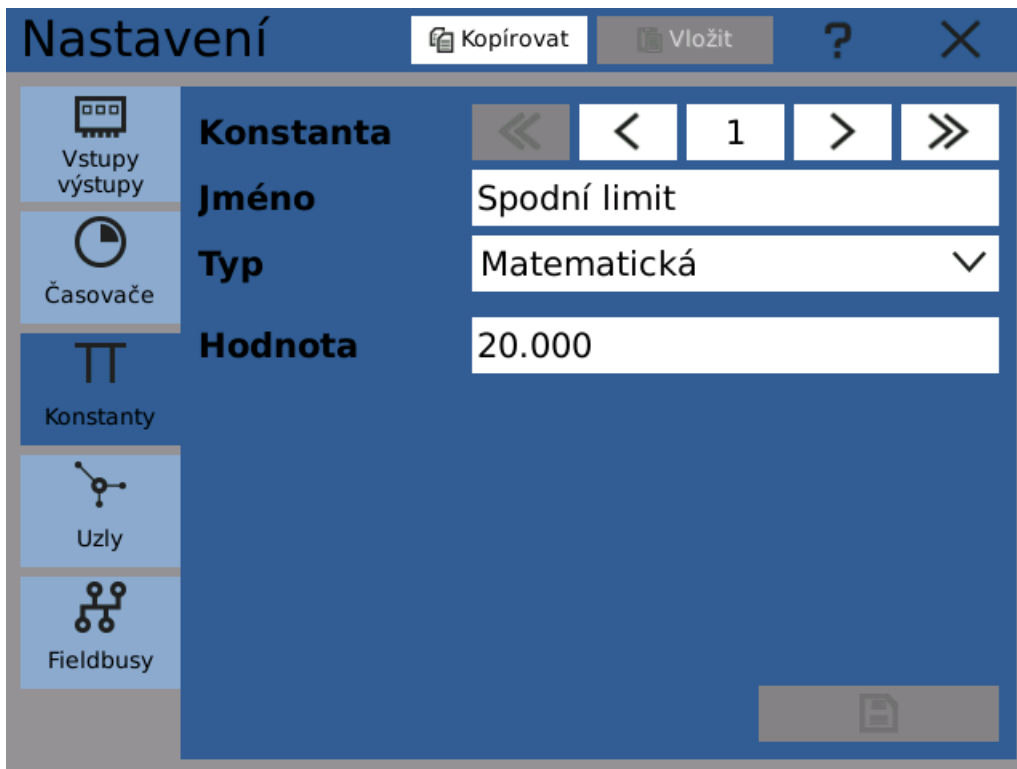 Nastavení
Kopírovat
Vložit
?
Vstupy
výstupy
Časovače
Konstanty
Uzly
Fieldbusy
Konstanta
1
Jméno
Spodní limit
Typ
Matematická
Hodnota
20.000